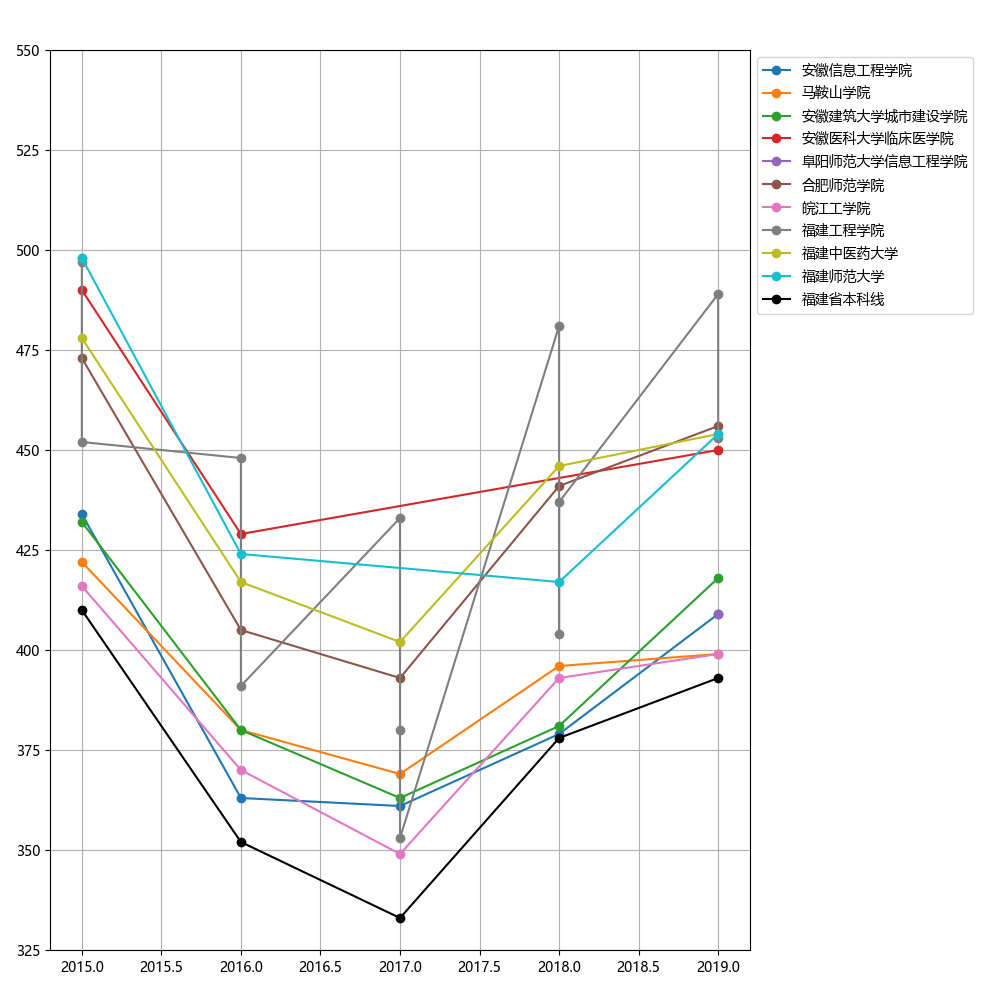 550
525
500
475
450
425
400
375
350
325
2015.0
2015.5
2016.0
2016.5
2017.0
2017.5
2018.0
2018.5
2019.0
安徽信息工程学院
马鞍山学院
安徽建筑大学城市建设学院
安徽医科大学临床医学院
阜阳师范大学信息工程学院
合肥师范学院
皖江工学院
福建工程学院
福建中医药大学
福建师范大学
福建省本科线